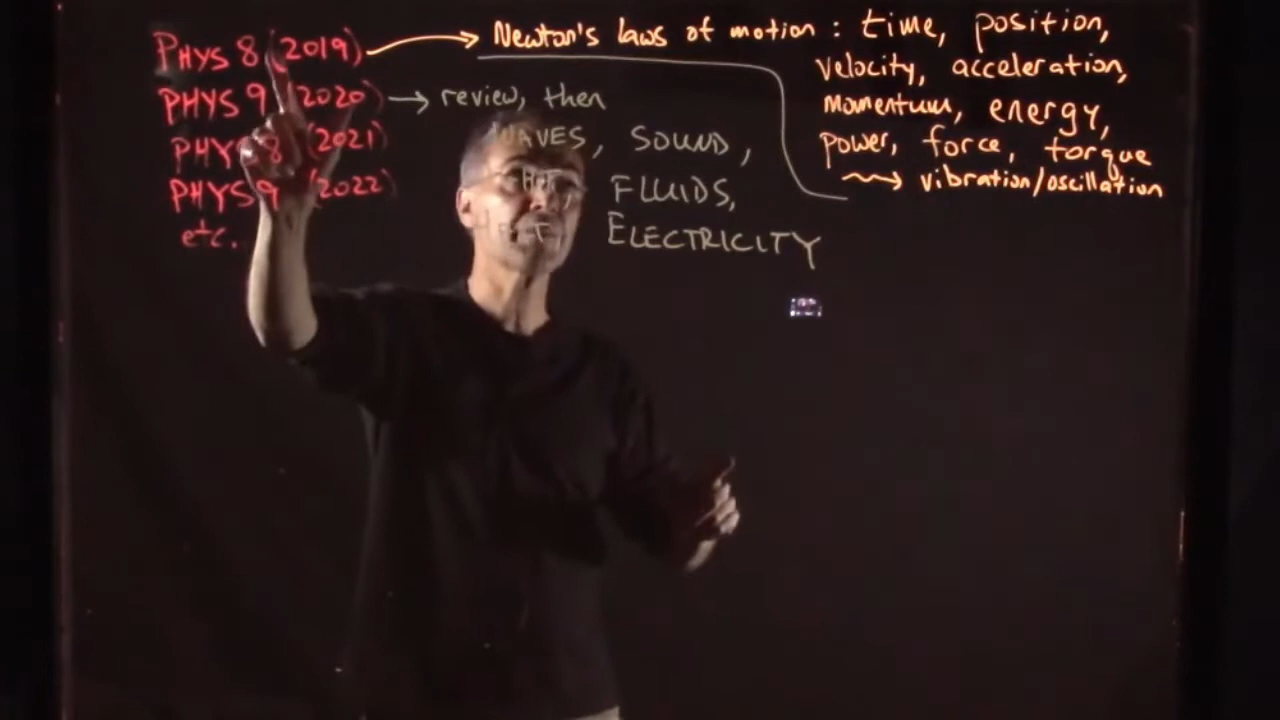 PHYS 8 (2019) → Newton's laws of motion : time, position,
velocity, acceleration,
momentum, energy,
power, force, torque
vibration/oscillation
PHYS 9 (2020) → review, then
WAVES, SOUND,
FLUIDS,
ELECTRICITY
PHYS 8 (2021)
PHYS 9 (2022)
etc.